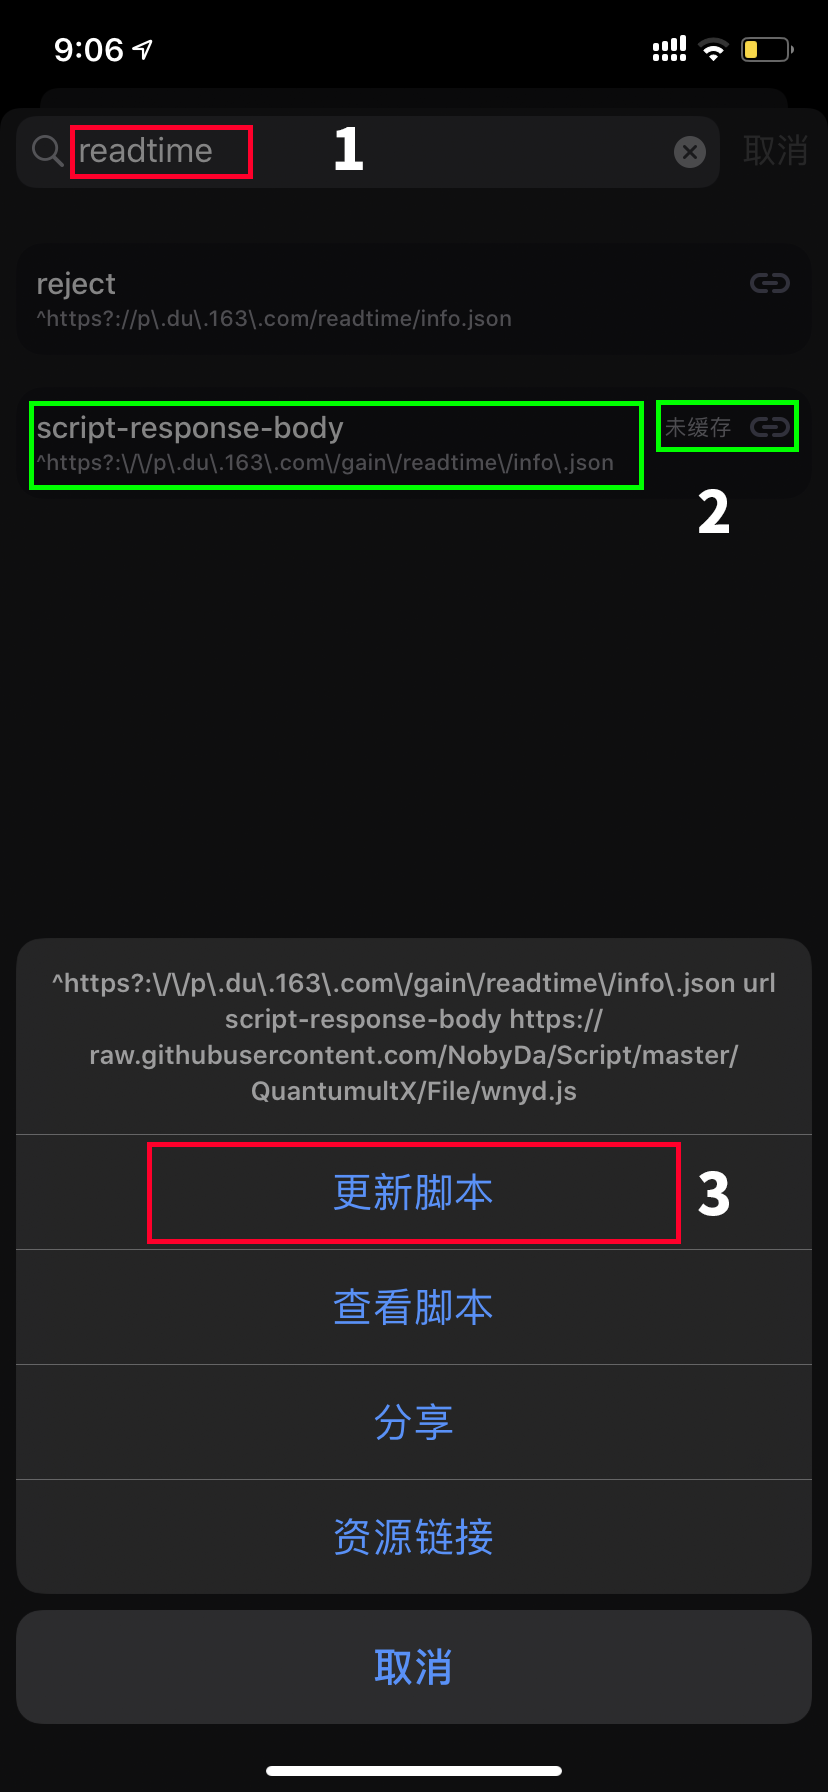 9:06
readtime
1
取消
reject
^https?://p\.du\.163\.com/readtime/info.json
script-response-body
未缓存
^https?:\/\/p\.du\.163\.com\/gain\/readtime\/info\.json
2
^https?:\/\/p\.du\.163\.com\/gain\/readtime\/info\.json url
script-response-body https://
raw.githubusercontent.com/NobyDa/Script/master/
QuantumultX/File/wnyd.js
更新脚本
3
查看脚本
分享
资源链接
取消